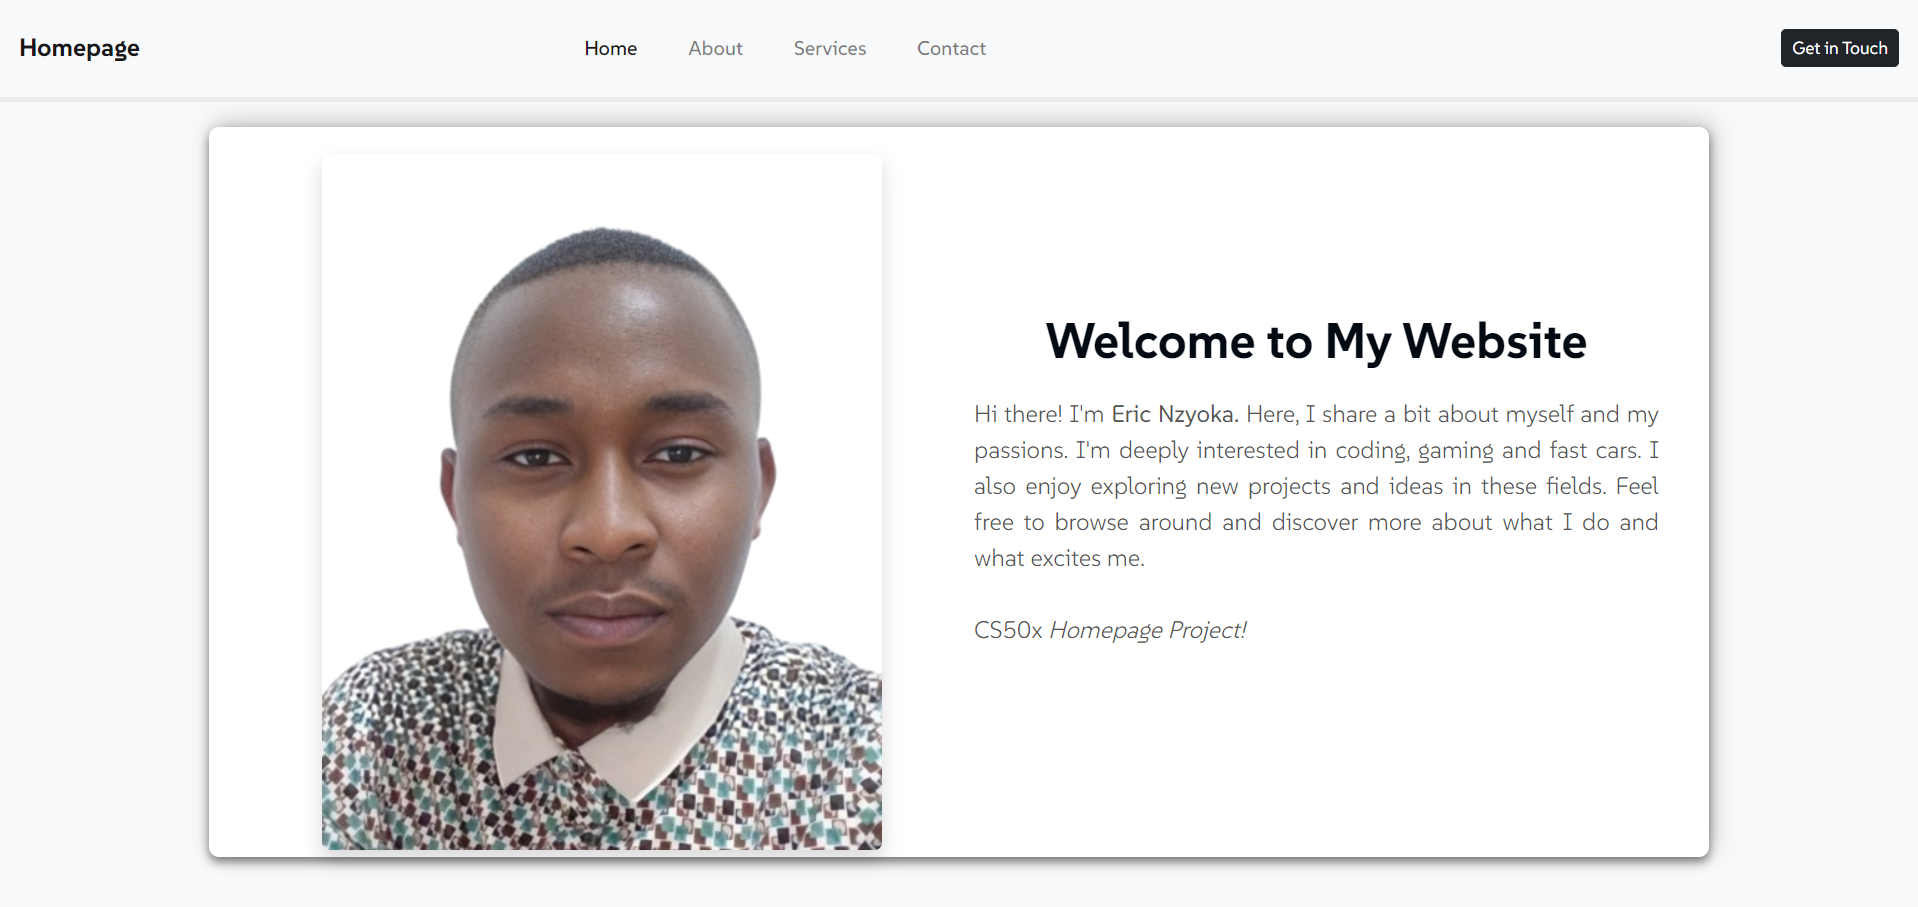 Homepage
Home
About
Services
Contact
Get in Touch
Welcome to My Website
Hi there! I'm Eric Nzyoka. Here, I share a bit about myself and my
passions. I'm deeply interested in coding, gaming and fast cars. I
also enjoy exploring new projects and ideas in these fields. Feel
free to browse around and discover more about what I do and
what excites me.
CS50x Homepage Project!